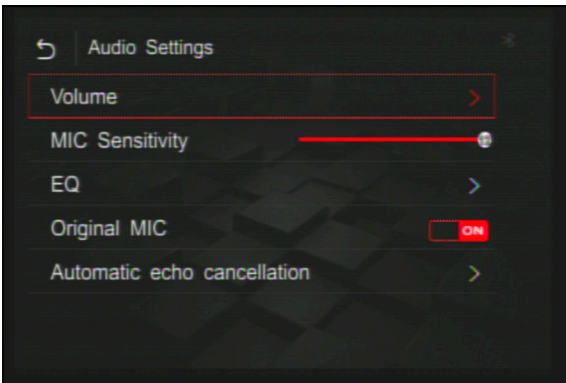 Audio Settings
Volume
MIC Sensitivity
EQ
Original MIC
ON
Automatic echo cancellation